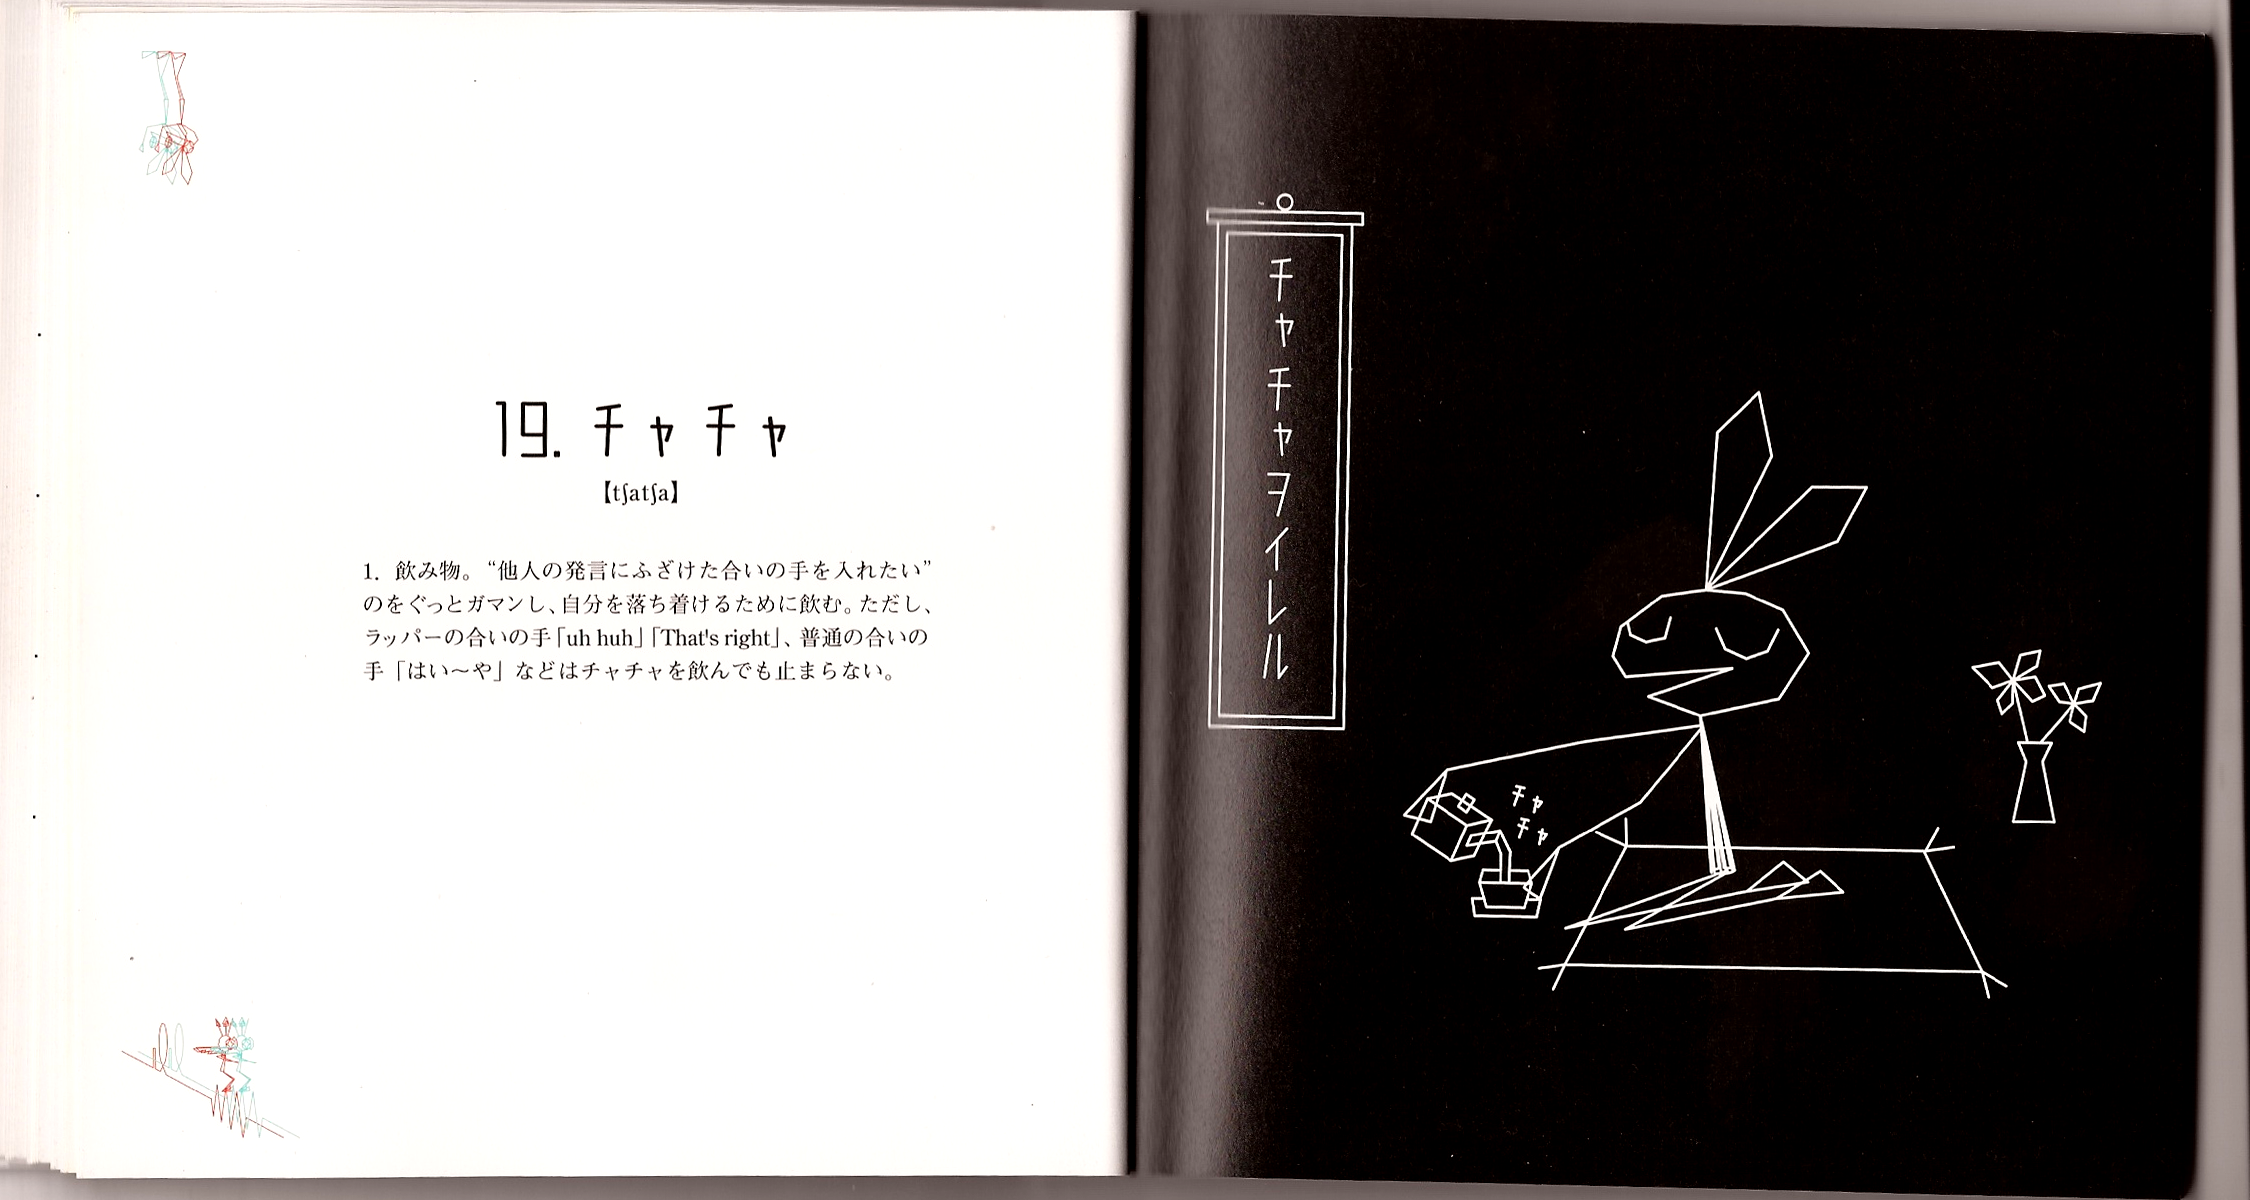 19. チャチャ
【tʃatʃa】
1. 飲み物。“他人の発言にふざけた合いの手を入れたい”
のをぐっとガマンし、自分を落ち着けるために飲む。ただし、
ラッパーの合いの手「uh huh」「That's right」、普通の合いの
手「はい〜や」などはチャチャを飲んでも止まらない。
チャチャヲイレル
チャ
チャ